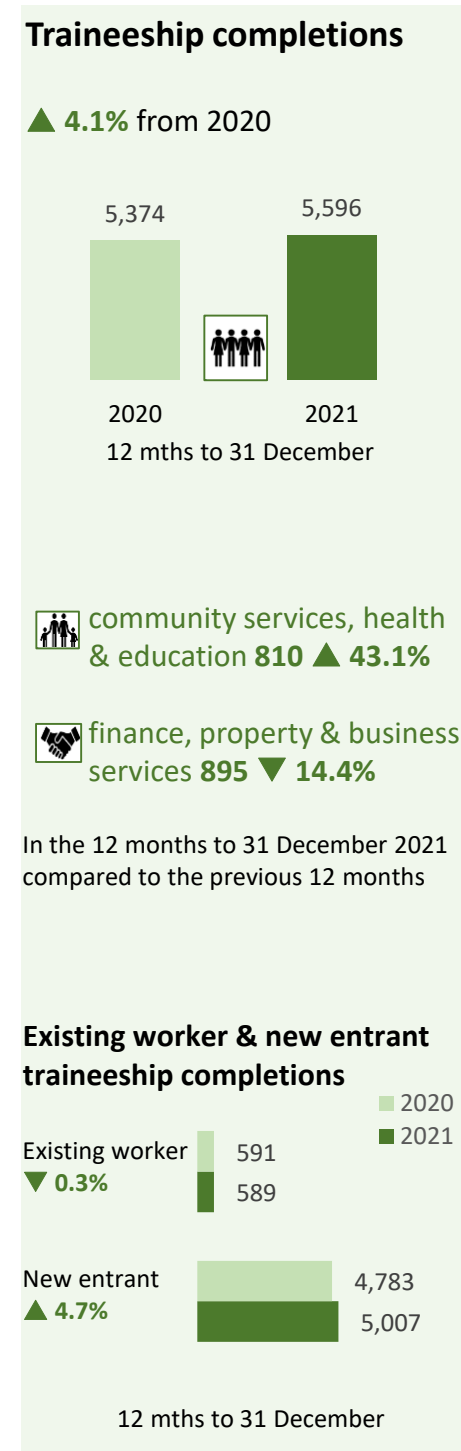 Traineeship completions
▲ 4.1% from 2020
5,374
5,596
2020
2021
12 mths to 31 December
community services, health
& education 810 ▲ 43.1%
finance, property & business
services 895 ▼ 14.4%
In the 12 months to 31 December 2021
compared to the previous 12 months
Existing worker & new entrant
traineeship completions
2020
2021
Existing worker
▼ 0.3%
591
589
New entrant
▲ 4.7%
4,783
5,007
12 mths to 31 December